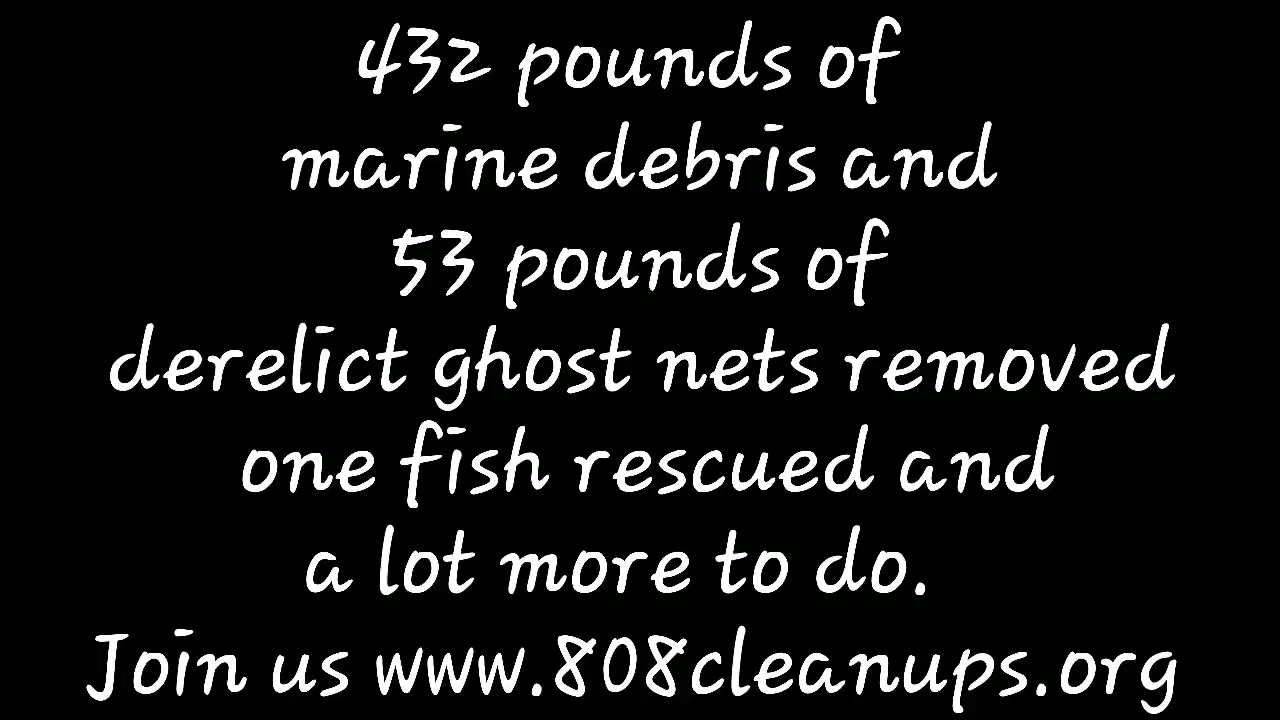 432 pounds of
marine debris and
53 pounds of
derelict ghost nets removed
one fish rescued and
a lot more to do.
Join us www.808cleanups.org